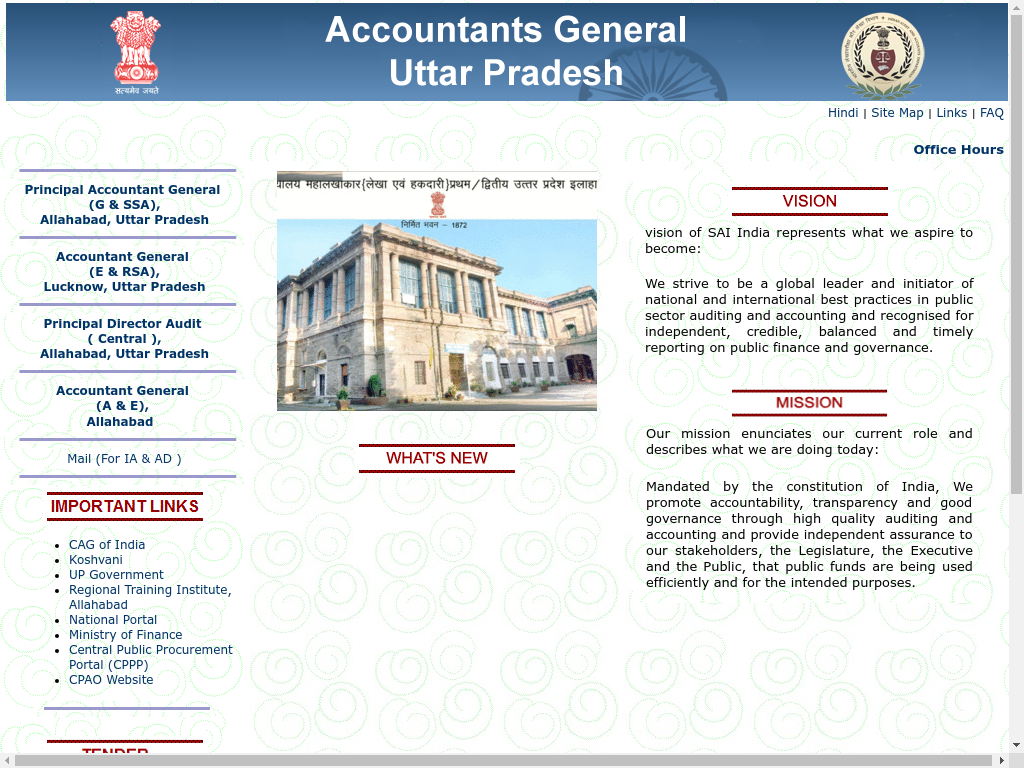 Accountants General
Uttar Pradesh
सत्यमेव जयते
Hindi | Site Map | Links | FAQ
Office Hours
Principal Accountant General
(G & SSA),
Allahabad, Uttar Pradesh
Accountant General
(E & RSA),
Lucknow, Uttar Pradesh
Principal Director Audit
( Central ),
Allahabad, Uttar Pradesh
Accountant General
(A & E),
Allahabad
Mail (For IA & AD )
IMPORTANT LINKS
CAG of India
Koshvani
UP Government
Regional Training Institute,
Allahabad
National Portal
Ministry of Finance
Central Public Procurement
Portal (CPPP)
CPAO Website
TENDER
महालेखाकार(लेखा एवं हकदारी)प्रथम/द्वितीय उत्तर प्रदेश
निर्मित भवन – 1872
WHAT'S NEW
VISION
vision of SAI India represents what we aspire to
become:
We strive to be a global leader and initiator of
national and international best practices in public
sector auditing and accounting and recognised for
independent, credible, balanced and timely
reporting on public finance and governance.
MISSION
Our mission enunciates our current role and
describes what we are doing today:
Mandated by the constitution of India, We
promote accountability, transparency and good
governance through high quality auditing and
accounting and provide independent assurance to
our stakeholders, the Legislature, the Executive
and the Public, that public funds are being used
efficiently and for the intended purposes.